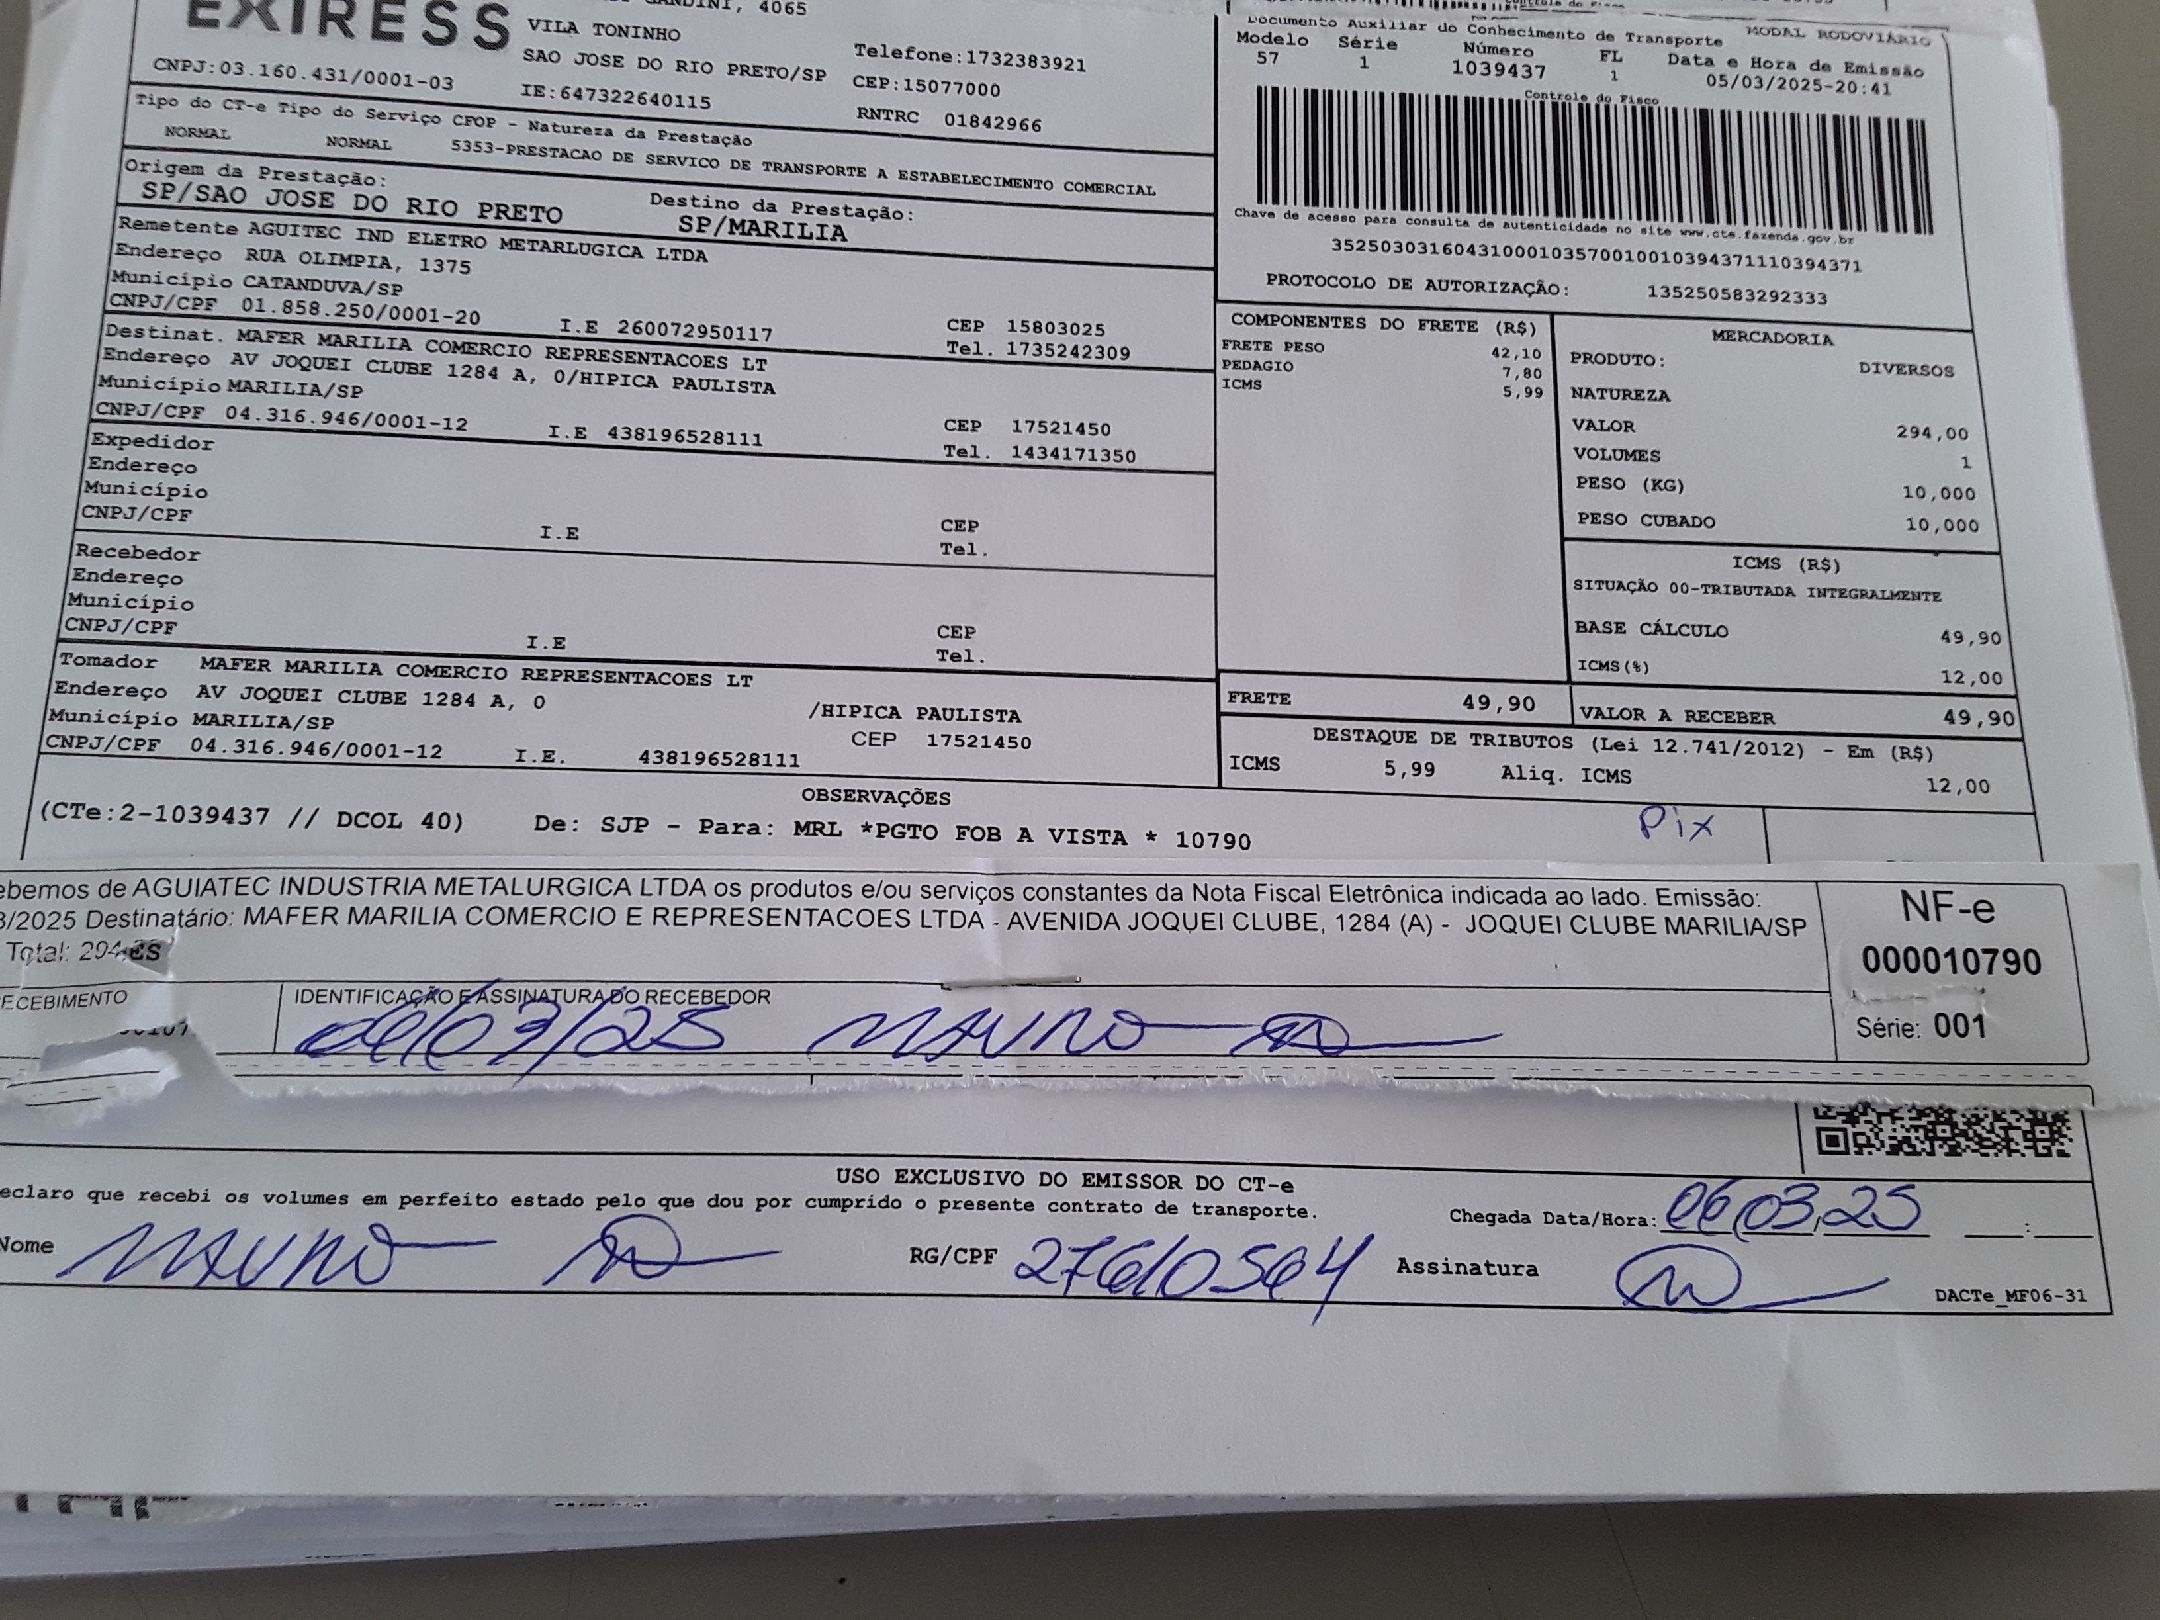 EXPRESS
4065
VILA TONINHO
SAO JOSE DO RIO PRETO/SP
Telefone:1732383921
CNPJ:03.160.431/0001-03
IE:647322640115
CEP:15077000
RNTRC 01842966
Tipo do CT-e Tipo do Serviço CFOP - Natureza da Prestação
NORMAL NORMAL 5353-PRESTACAO DE SERVICO DE TRANSPORTE A ESTABELECIMENTO COMERCIAL
Origem da Prestação:
SP/SAO JOSE DO RIO PRETO
Destino da Prestação:
SP/MARILIA
Remetente AGUITEC IND ELETRO METARLUGICA LTDA
Endereço RUA OLIMPIA, 1375
Município CATANDUVA/SP
CEP 15803025
CNPJ/CPF 01.858.250/0001-20 I.E 260072950117 Tel. 1735242309
Destinat. MAFER MARILIA COMERCIO REPRESENTACOES LT
Endereço AV JOQUEI CLUBE 1284 A, 0/HIPICA PAULISTA
Município MARILIA/SP
CEP 17521450
CNPJ/CPF 04.316.946/0001-12 I.E 438196528111 Tel. 1434171350
Expedidor
Endereço
Município
CEP
CNPJ/CPF I.E Tel.
Recebedor
Endereço
Município
CEP
CNPJ/CPF I.E Tel.
Tomador MAFER MARILIA COMERCIO REPRESENTACOES LT
Endereço AV JOQUEI CLUBE 1284 A, 0 /HIPICA PAULISTA
Município MARILIA/SP CEP 17521450
CNPJ/CPF 04.316.946/0001-12 I.E. 438196528111
Documento Auxiliar do Conhecimento de Transporte MODAL RODOVIÁRIO
Modelo Série Número FL Data e Hora de Emissão
57 1 1039437 1 05/03/2025-20:41
Controle do Fisco
Chave de acesso para consulta de autenticidade no site www.cte.fazenda.gov.br
35250303160431000103570010010394371110394371
PROTOCOLO DE AUTORIZAÇÃO: 135250583292333
COMPONENTES DO FRETE (R$)
FRETE PESO 42,10
PEDAGIO 7,80
ICMS 5,99
MERCADORIA
PRODUTO: DIVERSOS
NATUREZA
VALOR 294,00
VOLUMES 1
PESO (KG) 10,000
PESO CUBADO 10,000
ICMS (R$)
SITUAÇÃO 00-TRIBUTADA INTEGRALMENTE
BASE CÁLCULO 49,90
ICMS(%) 12,00
FRETE 49,90
VALOR A RECEBER 49,90
DESTAQUE DE TRIBUTOS (Lei 12.741/2012) - Em (R$)
ICMS 5,99 Aliq. ICMS 12,00
OBSERVAÇÕES
(CTe:2-1039437 // DCOL 40) De: SJP - Para: MRL *PGTO FOB A VISTA * 10790
Pix
ebemos de AGUIATEC INDUSTRIA METALURGICA LTDA os produtos e/ou serviços constantes da Nota Fiscal Eletrônica indicada ao lado. Emissão:
3/2025 Destinatário: MAFER MARILIA COMERCIO E REPRESENTACOES LTDA - AVENIDA JOQUEI CLUBE, 1284 (A) - JOQUEI CLUBE MARILIA/SP
Total: 294
NF-e
000010790
Série: 001
ECEBIMENTO
IDENTIFICAÇÃO E ASSINATURA DO RECEBEDOR
06/03/25 MAURO
USO EXCLUSIVO DO EMISSOR DO CT-e
eclaro que recebi os volumes em perfeito estado pelo que dou por cumprido o presente contrato de transporte.
Chegada Data/Hora: 06/03/25 :
Nome MAURO
RG/CPF 27610564
Assinatura
DACTe_MF06-31